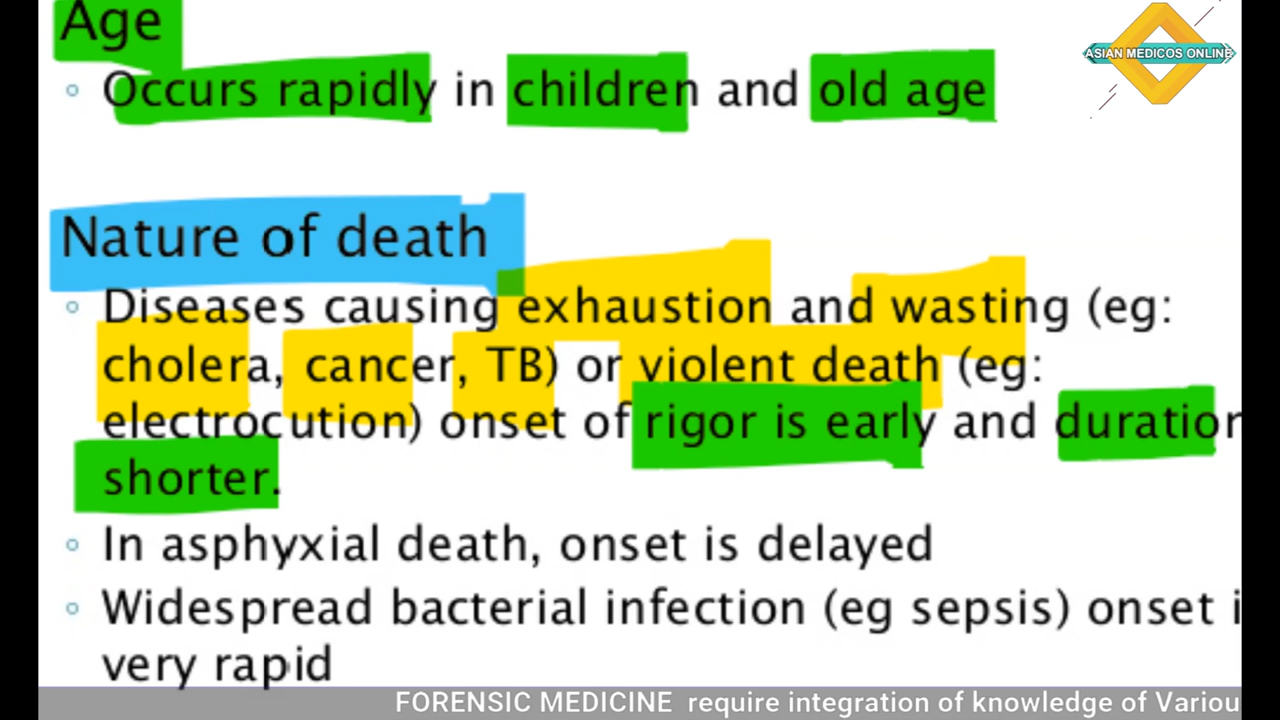 Age
ASIAN MEDICOS ONLINE
Occurs rapidly in children and old age
Nature of death
Diseases causing exhaustion and wasting (eg:
cholera, cancer, TB) or violent death (eg:
electrocution) onset of rigor is early and duration
shorter.
In asphyxial death, onset is delayed
Widespread bacterial infection (eg sepsis) onset i
very rapid
FORENSIC MEDICINE require integration of knowledge of Variou